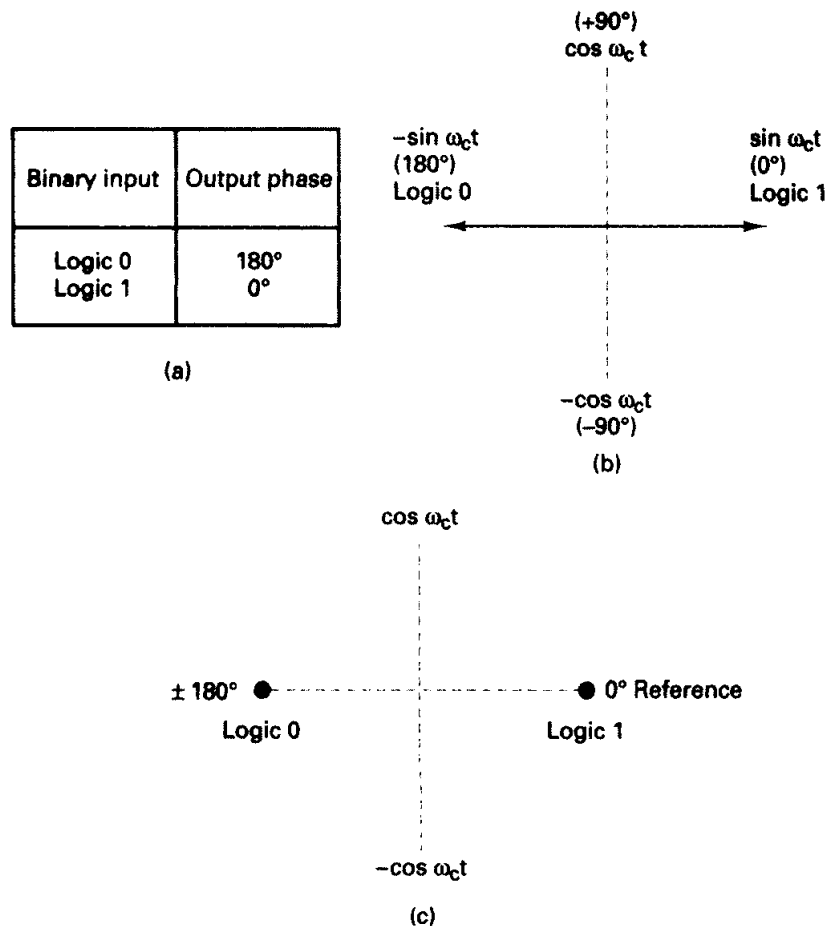 Binary input Output phase
Logic 0 180°
Logic 1 0°
(a)
(+90°)
cos ωc t
−sin ωct
(180°)
Logic 0
sin ωct
(0°)
Logic 1
−cos ωct
(−90°)
(b)
cos ωct
± 180°
Logic 0
0° Reference
Logic 1
−cos ωct
(c)